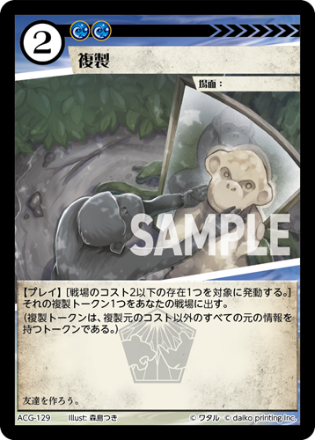 2
複製
場面：
SAMPLE
【プレイ】[戦場のコスト2以下の存在1つを対象に発動する。]
それの複製トークン1つをあなたの戦場に出す。
(複製トークンは、複製元のコスト以外のすべての元の情報を
持つトークンである。)
友達を作ろう。
ACG-129 Illust: 森島つき © ワタル © daiko printing Inc.